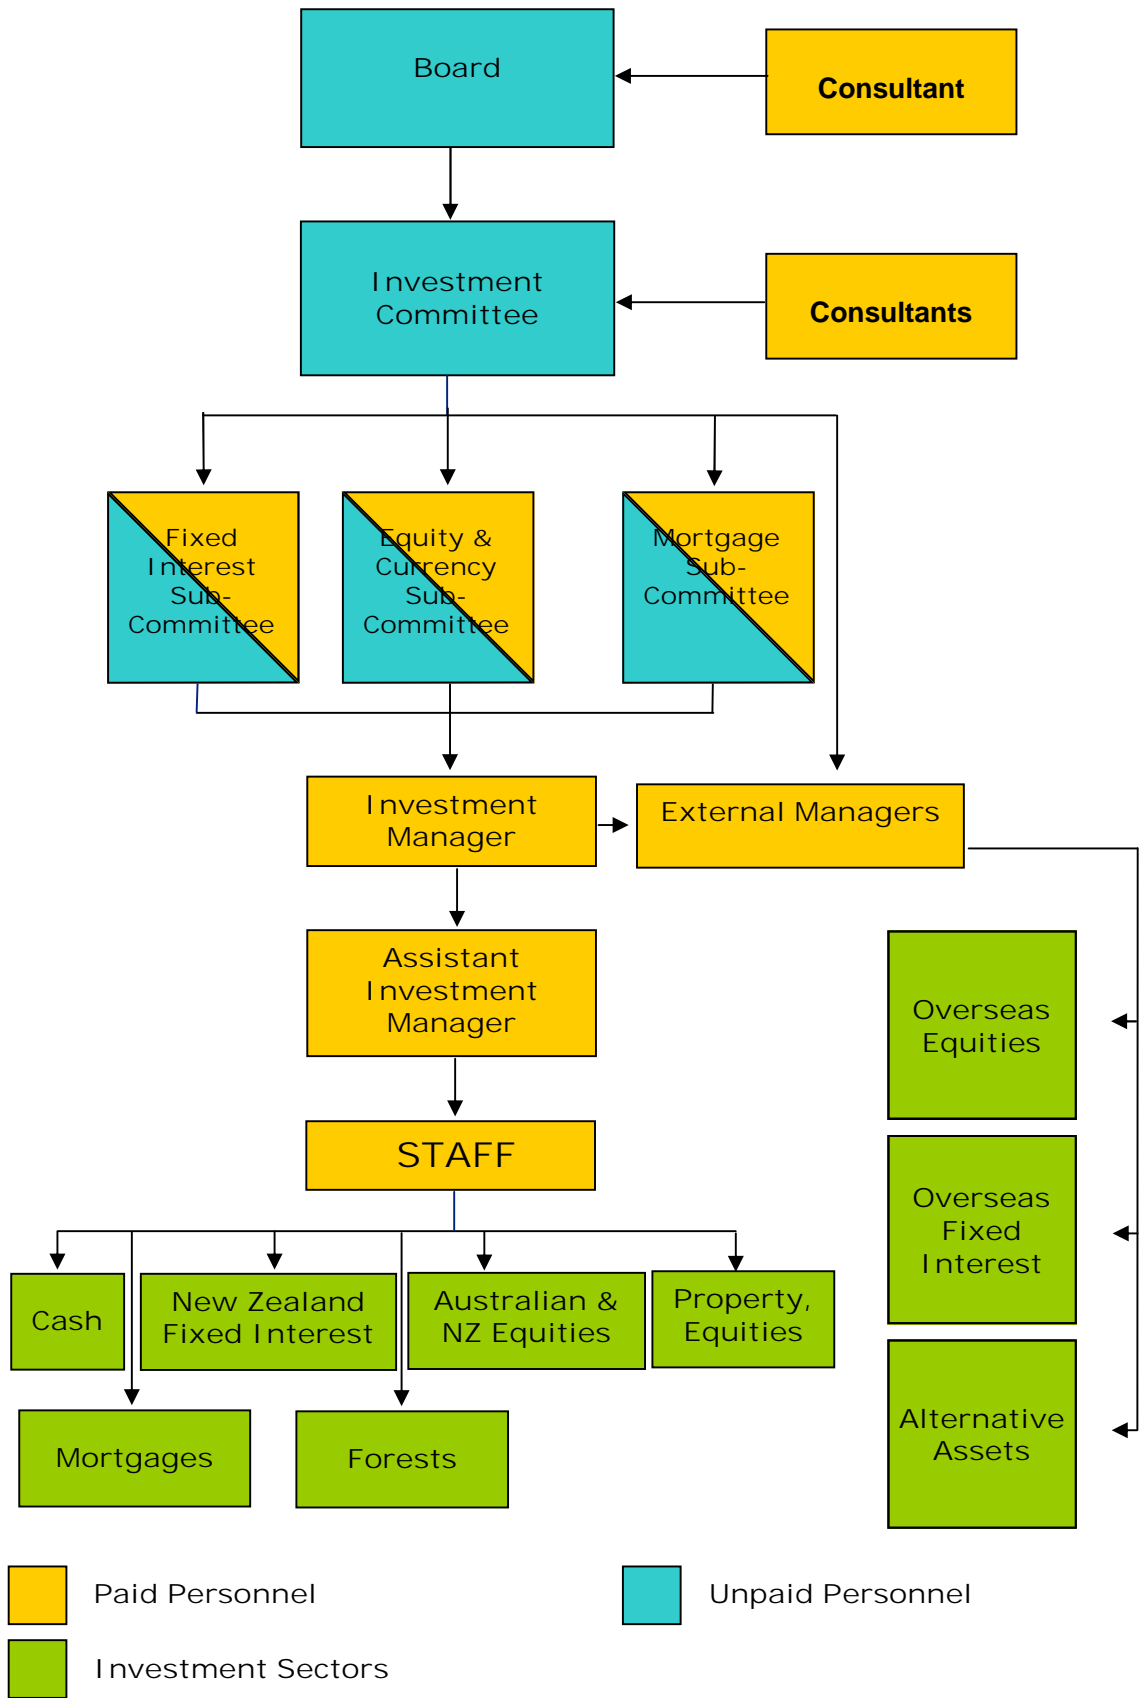 Board
Consultant
Investment
Committee
Consultants
Fixed
Interest
Sub-
Committee
Equity &
Currency
Sub-
Committee
Mortgage
Sub-
Committee
Investment
Manager
External Managers
Assistant
Investment
Manager
Overseas
Equities
STAFF
Overseas
Fixed
Interest
Cash
New Zealand
Fixed Interest
Australian &
NZ Equities
Property,
Equities
Alternative
Assets
Mortgages
Forests
Paid Personnel
Unpaid Personnel
Investment Sectors